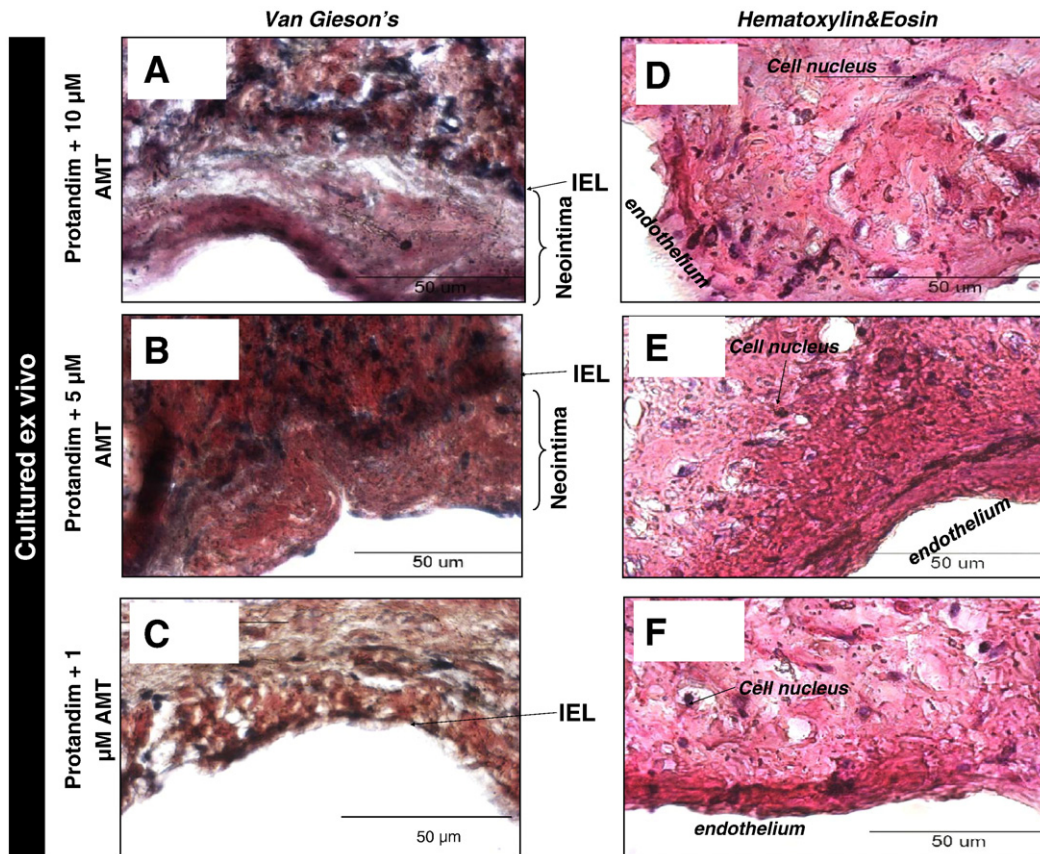 Van Gieson's
Hematoxylin&Eosin
Cultured ex vivo
Protandim + 10 µM
AMT
A
IEL
Neointima
50 um
D
Cell nucleus
endothelium
50 µm
Protandim + 5 µM
AMT
B
IEL
Neointima
50 um
E
Cell nucleus
endothelium
50 um
Protandim + 1
µM AMT
C
IEL
50 µm
F
Cell nucleus
endothelium
50 um